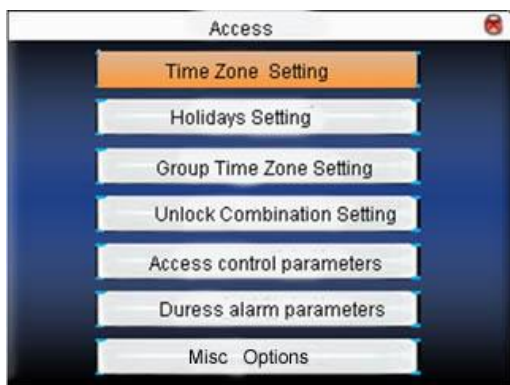 Access
Time Zone Setting
Holidays Setting
Group Time Zone Setting
Unlock Combination Setting
Access control parameters
Duress alarm parameters
Misc Options